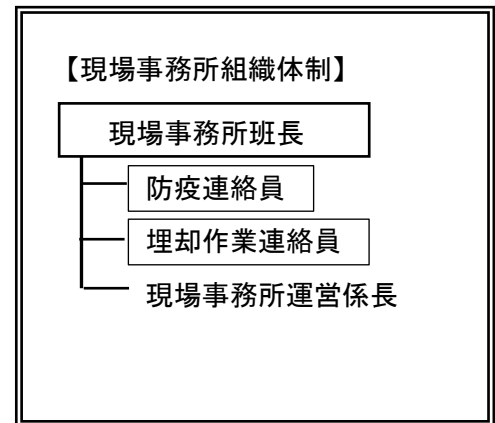 【現場事務所組織体制】
現場事務所班長
防疫連絡員
埋却作業連絡員
現場事務所運営係長